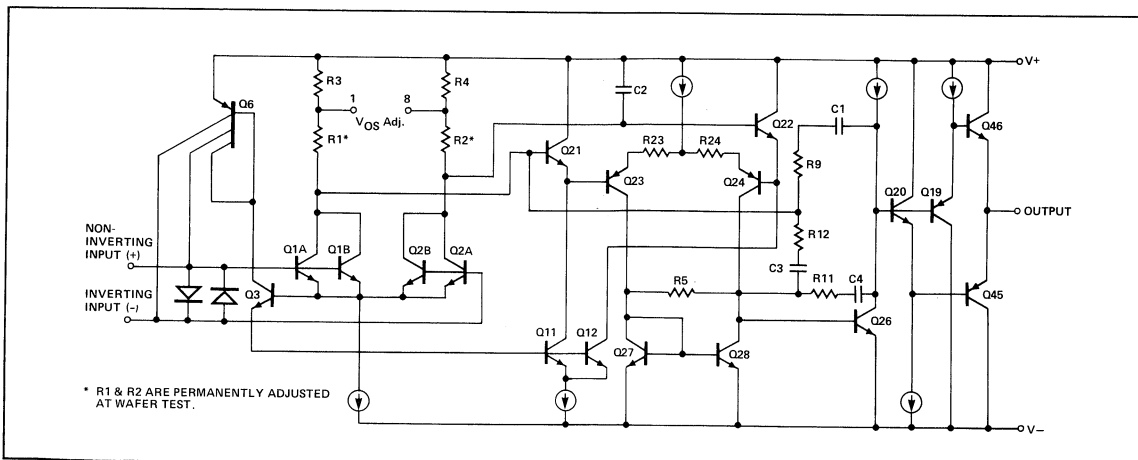 V+
R3
R4
Q6
1
8
C2
V_OS Adj.
C1
Q22
Q46
R1*
R2*
Q21
R23
R24
R9
Q23
Q24
Q20
Q19
OUTPUT
NON-
INVERTING
INPUT (+)
Q1A
Q1B
Q2B
Q2A
R12
C3
INVERTING
INPUT (-)
Q3
R5
R11
C4
Q45
Q11
Q12
Q27
Q28
Q26
* R1 & R2 ARE PERMANENTLY ADJUSTED
AT WAFER TEST.
V-